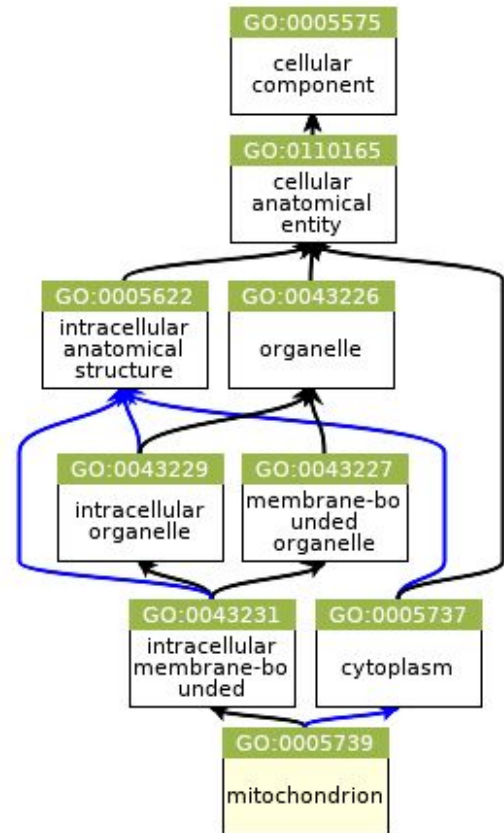 GO:0005575
cellular
component
GO:0110165
cellular
anatomical
entity
GO:0005622
intracellular
anatomical
structure
GO:0043226
organelle
GO:0043229
intracellular
organelle
GO:0043227
membrane-bo
unded
organelle
GO:0043231
intracellular
membrane-bo
unded
GO:0005737
cytoplasm
GO:0005739
mitochondrion